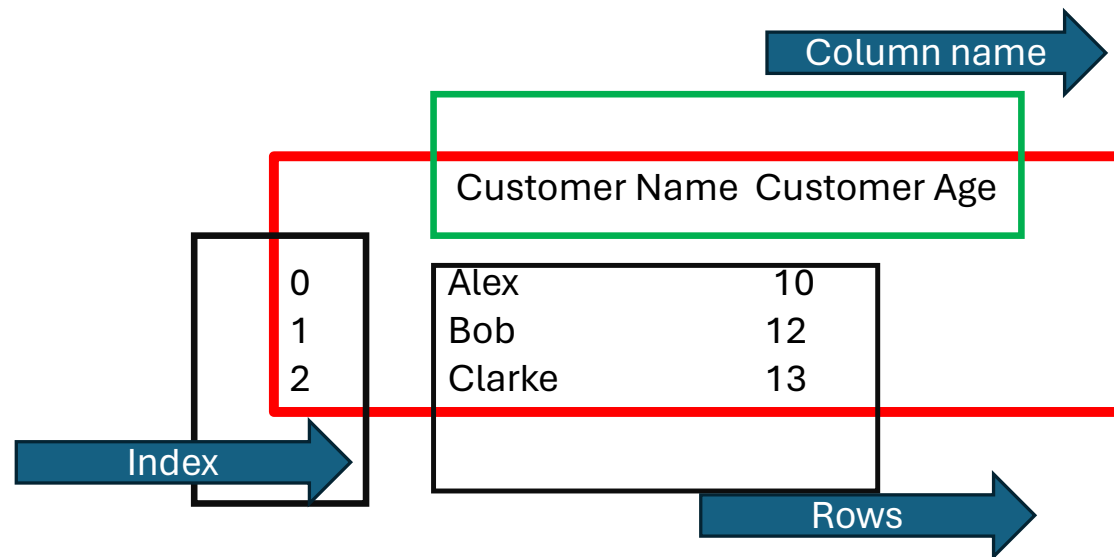 Column name
Customer Name Customer Age
0 Alex 10
1 Bob 12
2 Clarke 13
Index
Rows